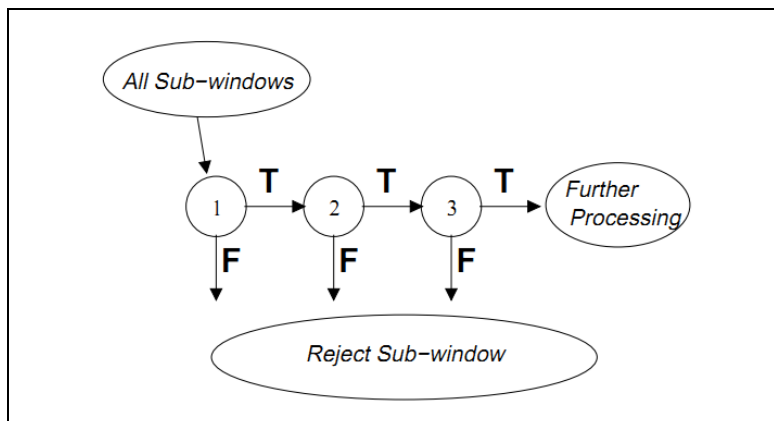 All Sub−windows
T
T
T
1
2
3
Further
Processing
F
F
F
Reject Sub−window